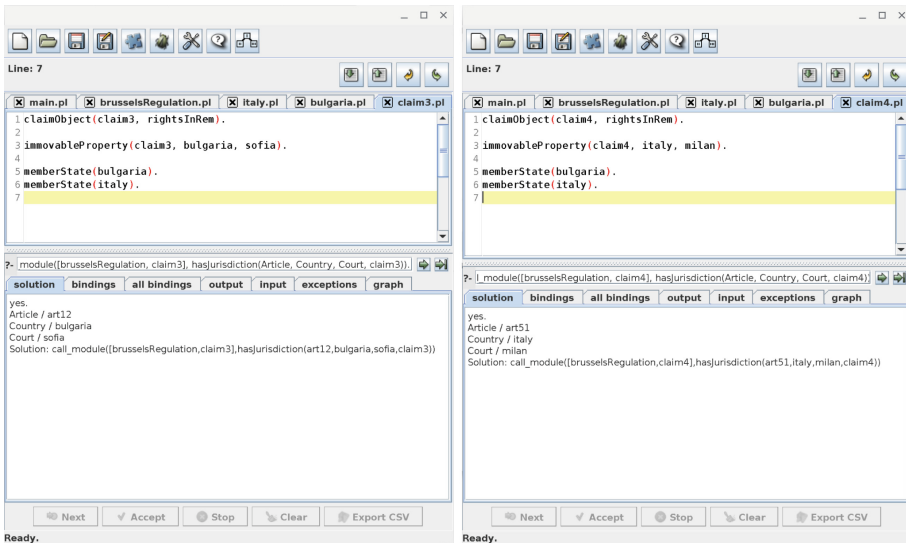 Line: 7
main.pl brusselsRegulation.pl italy.pl bulgaria.pl claim3.pl
1 claimObject(claim3, rightsInRem).
2
3 immovableProperty(claim3, bulgaria, sofia).
4
5 memberState(bulgaria).
6 memberState(italy).
7
?- module([brusselsRegulation, claim3], hasJurisdiction(Article, Country, Court, claim3)).
solution bindings all bindings output input exceptions graph
yes.
Article / art12
Country / bulgaria
Court / sofia
Solution: call_module([brusselsRegulation,claim3],hasJurisdiction(art12,bulgaria,sofia,claim3))
Next Accept Stop Clear Export CSV
Ready.
Line: 7
main.pl brusselsRegulation.pl italy.pl bulgaria.pl claim4.pl
1 claimObject(claim4, rightsInRem).
2
3 immovableProperty(claim4, italy, milan).
4
5 memberState(bulgaria).
6 memberState(italy).
7
?- l_module([brusselsRegulation, claim4], hasJurisdiction(Article, Country, Court, claim4))
solution bindings all bindings output input exceptions graph
yes.
Article / art51
Country / italy
Court / milan
Solution: call_module([brusselsRegulation,claim4],hasJurisdiction(art51,italy,milan,claim4))
Next Accept Stop Clear Export CSV
Ready.